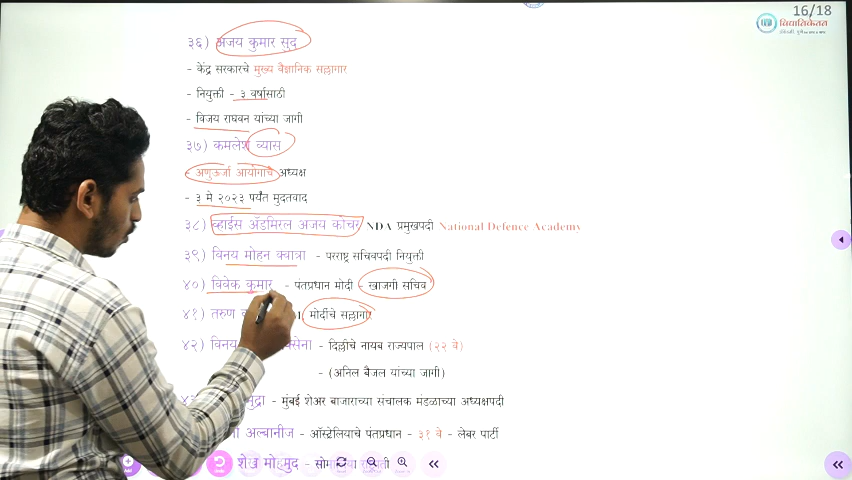 16/18
विद्यानिकेतन
३६) अजय कुमार सुद
- केंद्र सरकारचे मुख्य वैज्ञानिक सल्लागार
- नियुक्ती - ३ वर्षांसाठी
- विजय राघवन यांच्या जागी
३७) कमलेश व्यास
- अणुऊर्जा आयोगाचे अध्यक्ष
- ३ मे २०२३ पर्यंत मुदतवाढ
३८) व्हाईस ॲडमिरल अजय कोचर NDA प्रमुखपदी National Defence Academy
३९) विनय मोहन क्वात्रा - परराष्ट्र सचिवपदी नियुक्ती
४०) विवेक कुमार - पंतप्रधान मोदी - खाजगी सचिव
४१) तरुण मोदींचे सल्लागार
४२) विनय क्सेना - दिल्लीचे नायब राज्यपाल (२२ वे)
- (अनिल बैजल यांच्या जागी)
मुद्रा - मुंबई शेअर बाजाराच्या संचालक मंडळाच्या अध्यक्षपदी
अल्बानीज - ऑस्ट्रेलियाचे पंतप्रधान - ३१ वे - लेबर पार्टी
शेख मोहमुद -